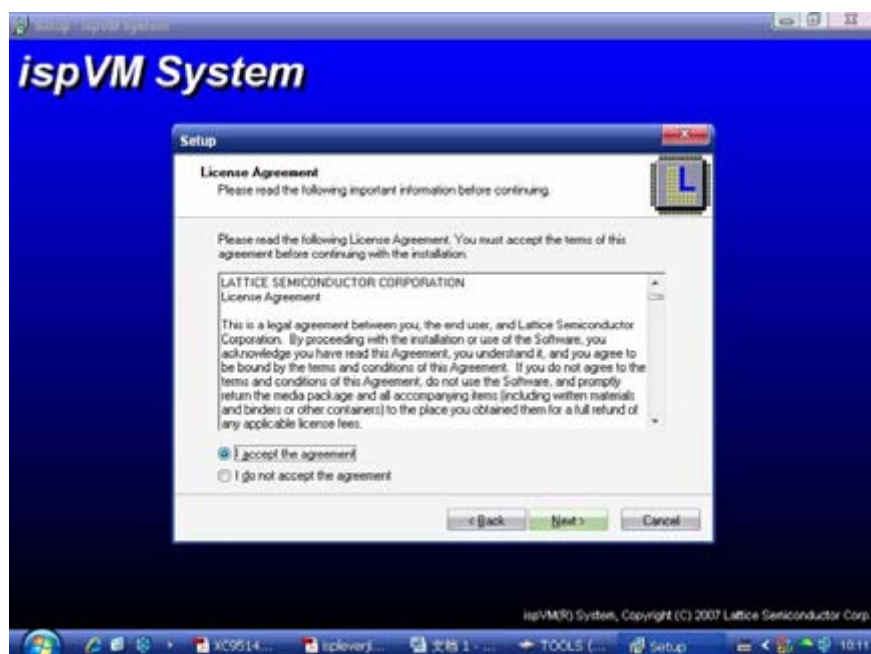 Setup - IspVM System
ispVM System
Setup
License Agreement
Please read the following important information before continuing.
L
Please read the following License Agreement. You must accept the terms of this
agreement before continuing with the installation.
LATTICE SEMICONDUCTOR CORPORATION
License Agreement
This is a legal agreement between you, the end user, and Lattice Semiconductor
Corporation. By proceeding with the installation or use of the Software, you
acknowledge you have read this Agreement, you understand it, and you agree to
be bound by the terms and conditions of this Agreement. If you do not agree to the
terms and conditions of this Agreement, do not use the Software, and promptly
return the media package and all accompanying items (including written materials
and binders or other containers) to the place you obtained them for a full refund of
any applicable license fees.
I accept the agreement
I do not accept the agreement
< Back
Next >
Cancel
ispVM(R) System, Copyright (C) 2007 Lattice Semiconductor Corp.
XC9514...
文档 1 - ...
TOOLS (...
Setup
10:11